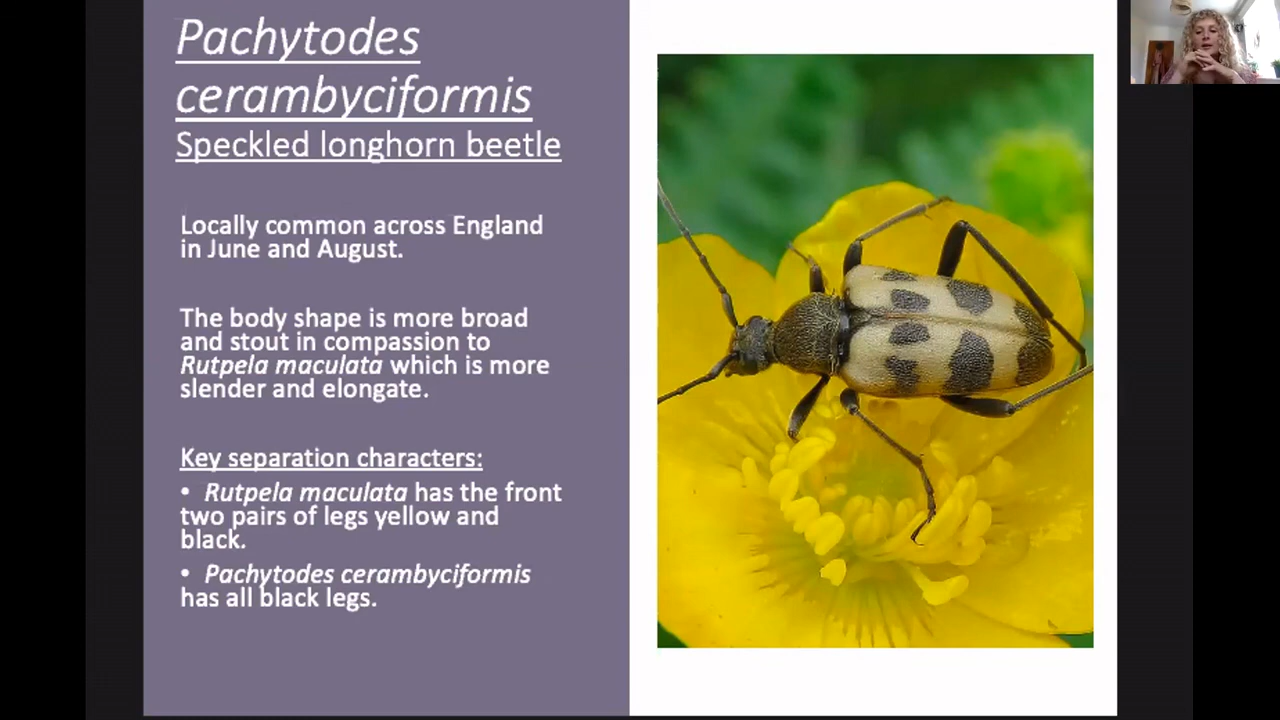 Pachytodes
cerambyciformis
Speckled longhorn beetle
Locally common across England
in June and August.
The body shape is more broad
and stout in compassion to
Rutpela maculata which is more
slender and elongate.
Key separation characters:
• Rutpela maculata has the front
two pairs of legs yellow and
black.
• Pachytodes cerambyciformis
has all black legs.